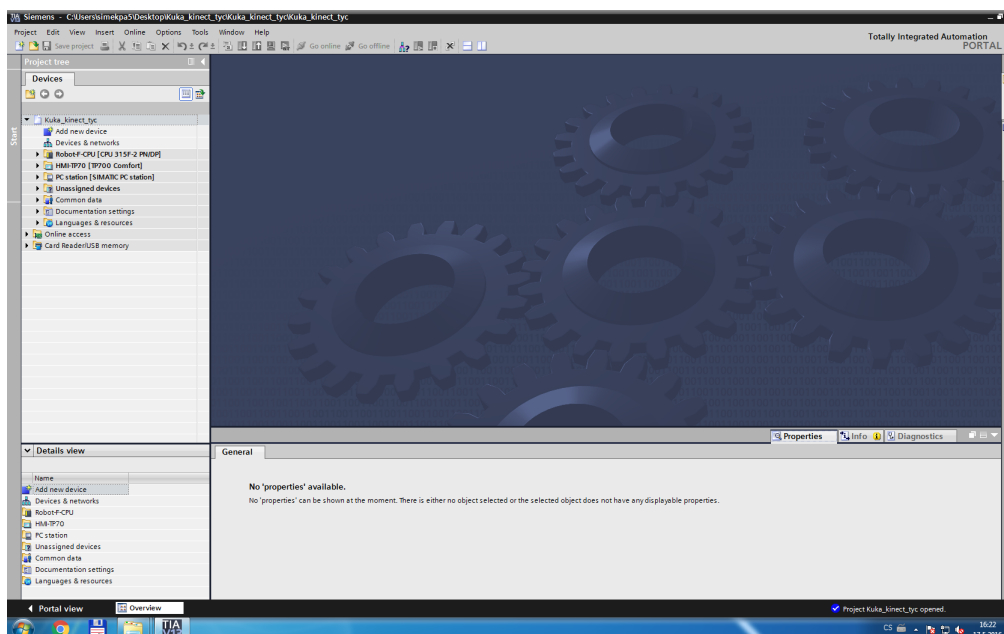 Siemens - C:\Users\simekpa5\Desktop\Kuka_kinect_tyc\Kuka_kinect_tyc\Kuka_kinect_tyc
Project Edit View Insert Online Options Tools Window Help
Totally Integrated Automation
PORTAL
Save project
Go online
Go offline
Project tree
Devices
Start
Kuka_kinect_tyc
Add new device
Devices & networks
Robot-F-CPU [CPU 315F-2 PN/DP]
HMI-TP70 [TP700 Comfort]
PC station [SIMATIC PC station]
Unassigned devices
Common data
Documentation settings
Languages & resources
Online access
Card Reader/USB memory
Properties
Info
Diagnostics
Details view
General
Name
Add new device
Devices & networks
Robot-F-CPU
HMI-TP70
PC station
Unassigned devices
Common data
Documentation settings
Languages & resources
No 'properties' available.
No 'properties' can be shown at the moment. There is either no object selected or the selected object does not have any displayable properties.
Portal view
Overview
Project Kuka_kinect_tyc opened.
TIA
V13
CS
16:22